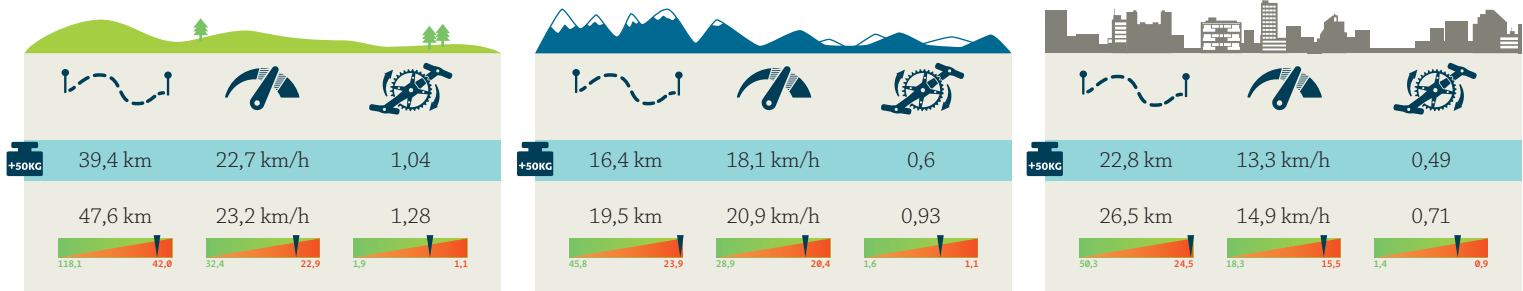 +50KG 39,4 km 22,7 km/h 1,04
47,6 km 23,2 km/h 1,28
118,1 42,0 32,4 22,9 1,9 1,1
+50KG 16,4 km 18,1 km/h 0,6
19,5 km 20,9 km/h 0,93
45,8 23,9 28,9 20,4 1,6 1,1
+50KG 22,8 km 13,3 km/h 0,49
26,5 km 14,9 km/h 0,71
50,3 24,5 18,3 15,5 1,4 0,9